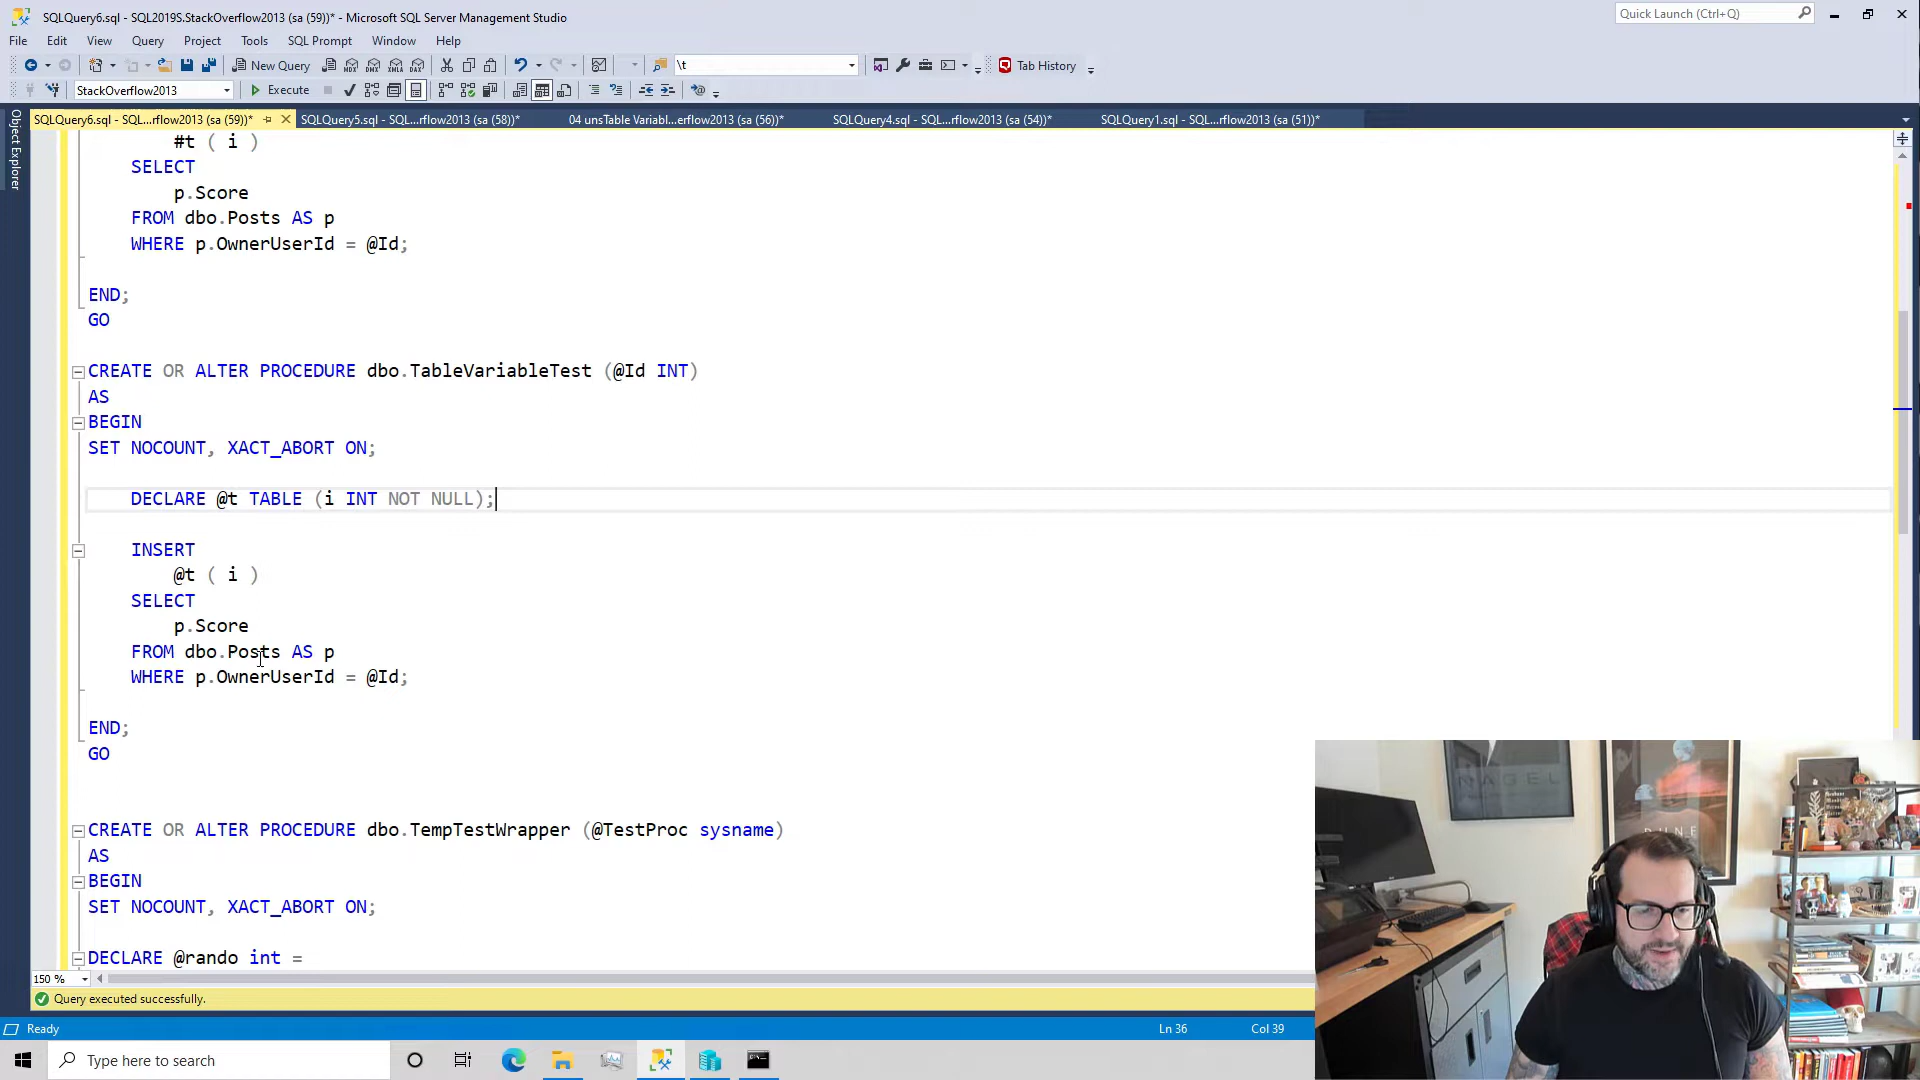 SQLQuery6.sql - SQL2019S.StackOverflow2013 (sa (59))* - Microsoft SQL Server Management Studio
Quick Launch (Ctrl+Q)
File Edit View Query Project Tools SQL Prompt Window Help
New Query
\t
Tab History
StackOverflow2013
Execute
SQLQuery6.sql - SQL...rflow2013 (sa (59))*
SQLQuery5.sql - SQL...rflow2013 (sa (58))*
04 unsTable Variabl...erflow2013 (sa (56))*
SQLQuery4.sql - SQL...rflow2013 (sa (54))*
SQLQuery1.sql - SQL...rflow2013 (sa (51))*
Object Explorer
#t ( i )
SELECT
p.Score
FROM dbo.Posts AS p
WHERE p.OwnerUserId = @Id;
END;
GO
CREATE OR ALTER PROCEDURE dbo.TableVariableTest (@Id INT)
AS
BEGIN
SET NOCOUNT, XACT_ABORT ON;
DECLARE @t TABLE (i INT NOT NULL);
INSERT
@t ( i )
SELECT
p.Score
FROM dbo.Posts AS p
WHERE p.OwnerUserId = @Id;
END;
GO
CREATE OR ALTER PROCEDURE dbo.TempTestWrapper (@TestProc sysname)
AS
BEGIN
SET NOCOUNT, XACT_ABORT ON;
DECLARE @rando int =
150 %
Query executed successfully.
Ready
Ln 36
Col 39
Type here to search
NAGEL
DUNE